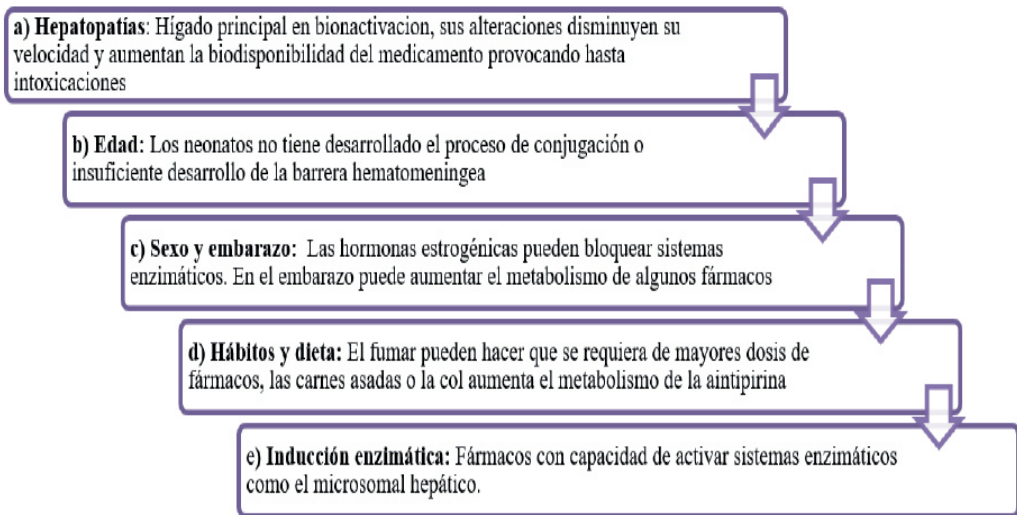 a) Hepatopatías: Hígado principal en bionactivacion, sus alteraciones disminuyen su
velocidad y aumentan la biodisponibilidad del medicamento provocando hasta
intoxicaciones
b) Edad: Los neonatos no tiene desarrollado el proceso de conjugación o
insuficiente desarrollo de la barrera hematomeningea
c) Sexo y embarazo: Las hormonas estrogénicas pueden bloquear sistemas
enzimáticos. En el embarazo puede aumentar el metabolismo de algunos fármacos
d) Hábitos y dieta: El fumar pueden hacer que se requiera de mayores dosis de
fármacos, las carnes asadas o la col aumenta el metabolismo de la aintipirina
e) Inducción enzimática: Fármacos con capacidad de activar sistemas enzimáticos
como el microsomal hepático.